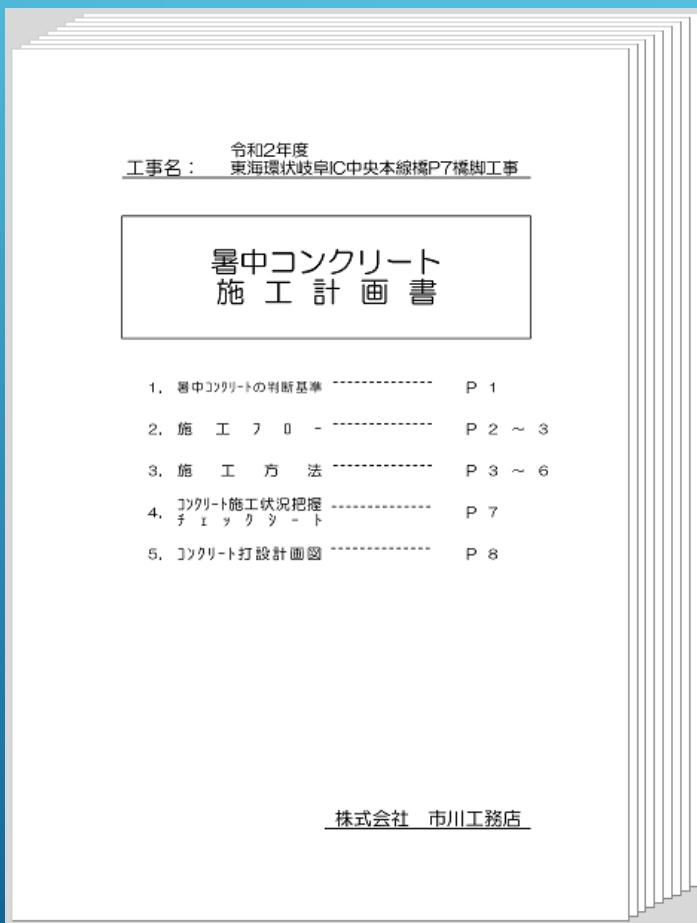 令和2年度
工事名： 東海環状岐阜IC中央本線橋P7橋脚工事
暑中コンクリート
施工計画書
1. 暑中ｺﾝｸﾘｰﾄの判断基準 -------------- P 1
2. 施 工 フ ロ ー -------------- P 2 ～ 3
3. 施 工 方 法 -------------- P 3 ～ 6
4. ｺﾝｸﾘｰﾄ施工状況把握
チェックシート -------------- P 7
5. ｺﾝｸﾘｰﾄ打設計画図 -------------- P 8
株式会社 市川工務店